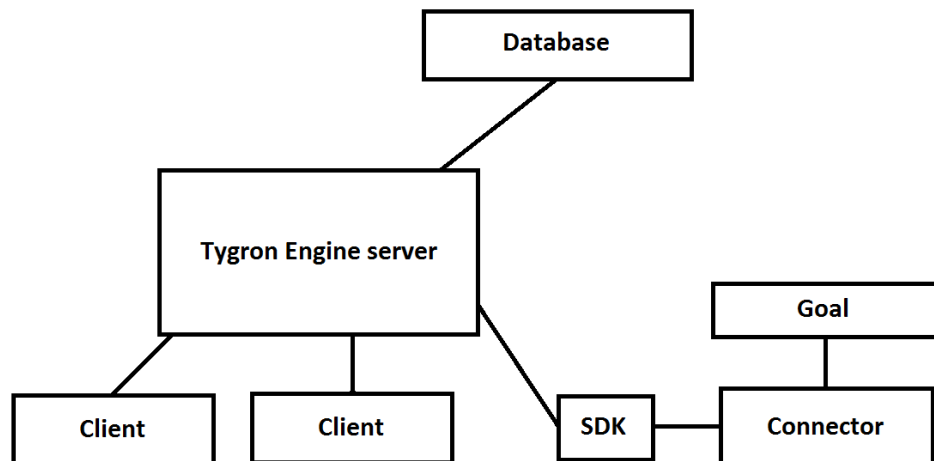 Database
Tygron Engine server
Goal
Client
Client
SDK
Connector